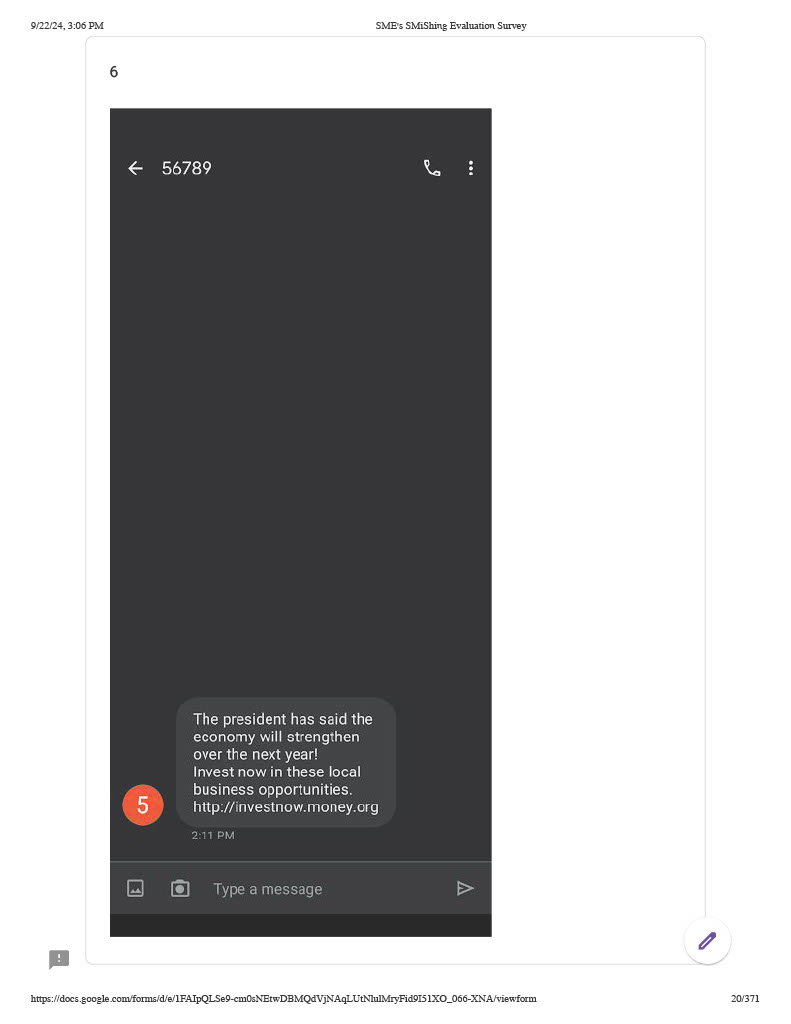 9/22/24, 3:06 PM
SME's SMiShing Evaluation Survey
6
56789
The president has said the
economy will strengthen
over the next year!
Invest now in these local
business opportunities.
http://investnow.money.org
5
2:11 PM
Type a message
https://docs.google.com/forms/d/e/1FAIpQLSe9-cm0sNEtwDBMQdVjNAqLUtNlulMryFid9I51XO_066-XNA/viewform
20/371